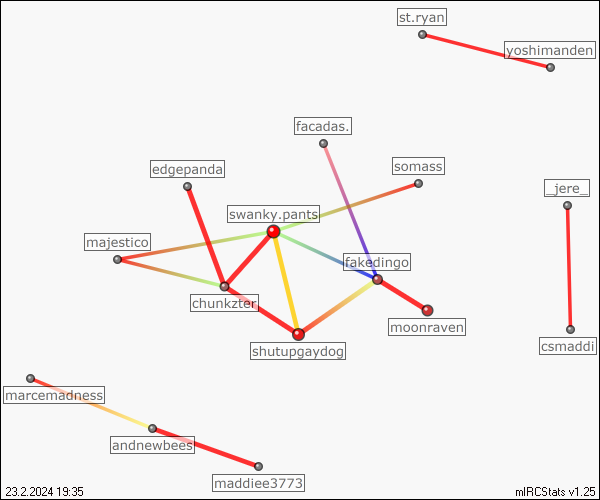 st.ryan
yoshimanden
facadas.
edgepanda
somass
_jere_
swanky.pants
majestico
fakedingo
chunkzter
moonraven
csmaddi
shutupgaydog
marcemadness
andnewbees
maddiee3773
23.2.2024 19:35
mIRCStats v1.25